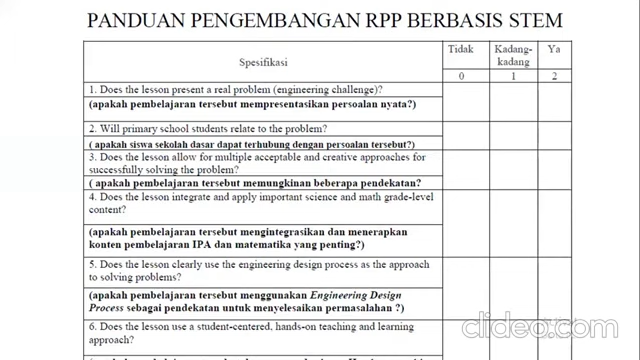 PANDUAN PENGEMBANGAN RPP BERBASIS STEM
Spesifikasi
Tidak
Kadang-
kadang
Ya
0
1
2
1. Does the lesson present a real problem (engineering challenge)?
(apakah pembelajaran tersebut mempresentasikan persoalan nyata?)
2. Will primary school students relate to the problem?
( apakah siswa sekolah dasar dapat terhubung dengan persoalan tersebut?)
3. Does the lesson allow for multiple acceptable and creative approaches for
successfully solving the problem?
( apakah pembelajaran tersebut memungkinan beberapa pendekatan?
4. Does the lesson integrate and apply important science and math grade-level
content?
(apakah pembelajaran tersebut mengintegrasikan dan menerapkan
konten pembelajaran IPA dan matematika yang penting?)
5. Does the lesson clearly use the engineering design process as the approach
to solving problems?
(apakah pembelajaran tersebut menggunakan Engineering Design
Process sebagai pendekatan untuk menyelesaikan permasalahan ?)
6. Does the lesson use a student-centered, hands-on teaching and learning
approach?
clideo.com